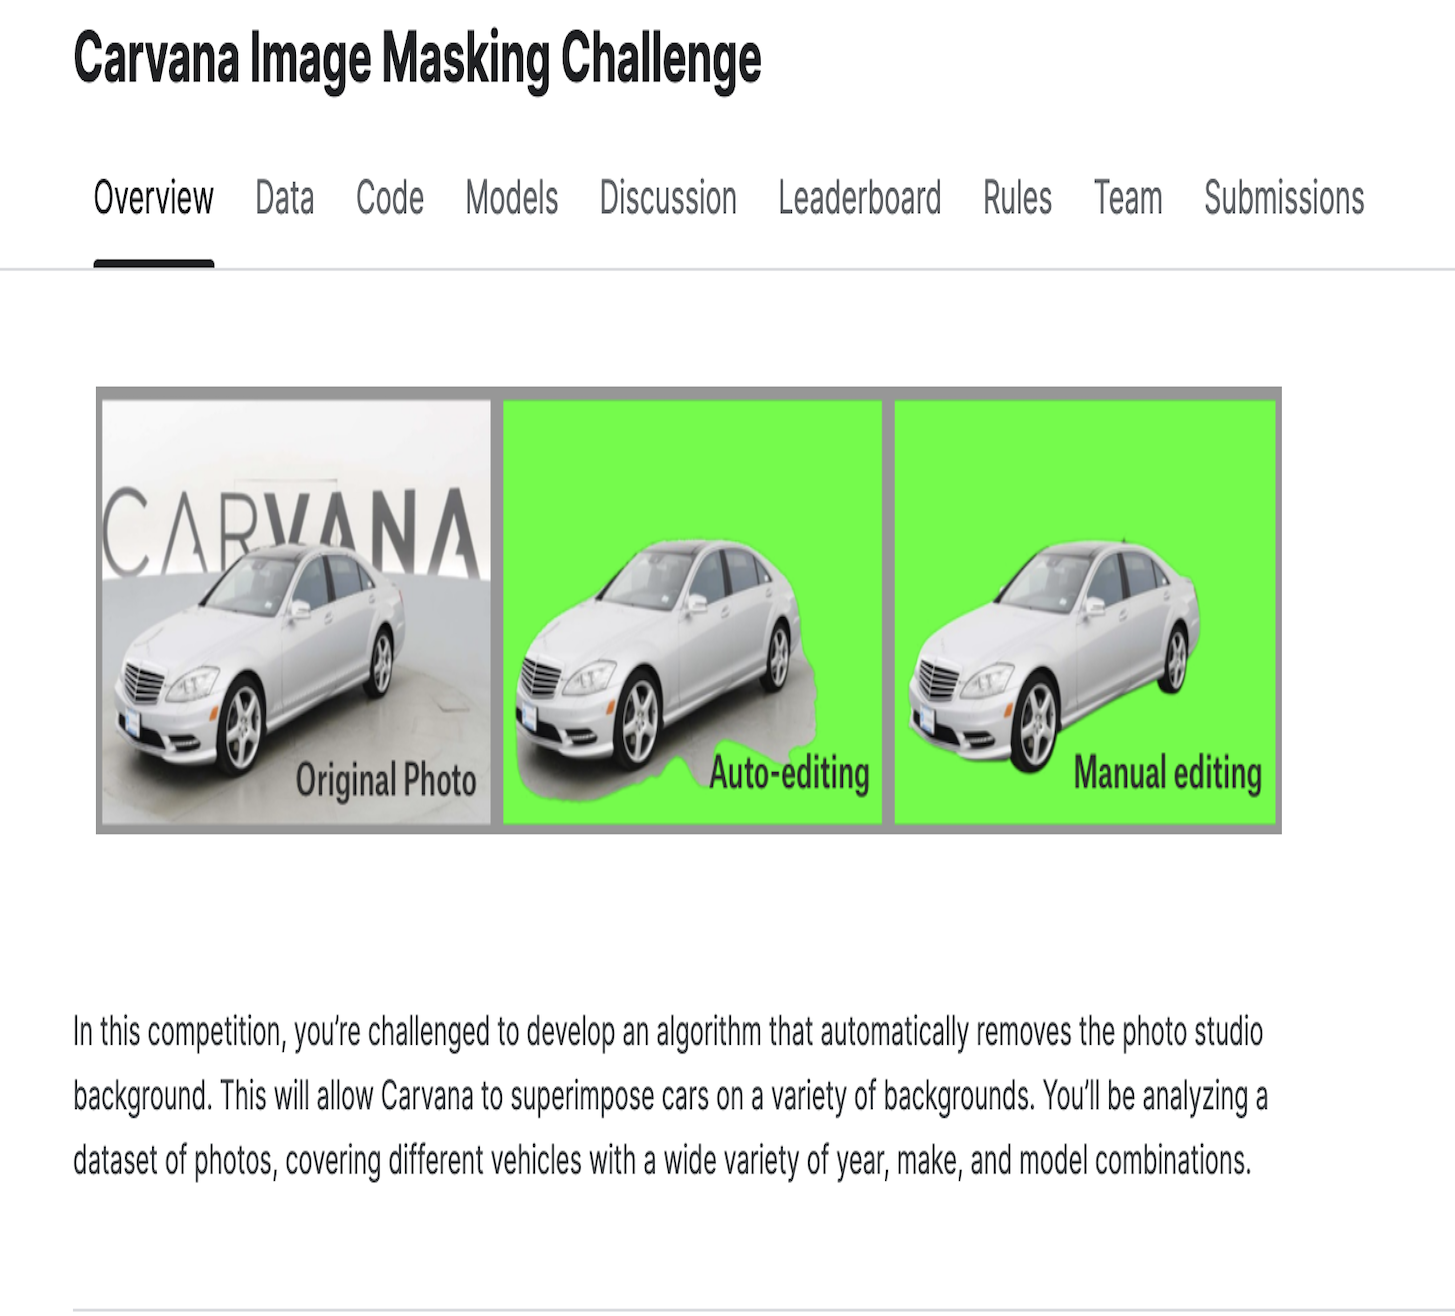 Carvana Image Masking Challenge
Overview Data Code Models Discussion Leaderboard Rules Team Submissions
CARVANA
Original Photo
Auto-editing
Manual editing
In this competition, you’re challenged to develop an algorithm that automatically removes the photo studio
background. This will allow Carvana to superimpose cars on a variety of backgrounds. You’ll be analyzing a
dataset of photos, covering different vehicles with a wide variety of year, make, and model combinations.